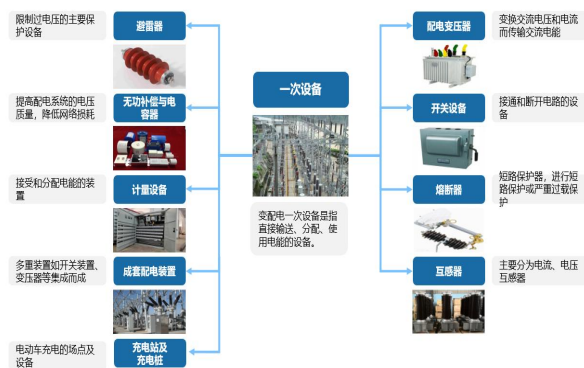 限制过电压的主要保
护设备
避雷器
提高配电系统的电压
质量，降低网络损耗
无功补偿与电
容器
接受和分配电能的装
置
计量设备
多重装置如开关装置、
变压器等集成而成
成套配电装置
电动车充电的场点及
设备
充电站及
充电桩
一次设备
变配电一次设备是指
直接输送、分配、使
用电能的设备。
配电变压器
变换交流电压和电流
而传输交流电能
开关设备
接通和断开电路的设
备
熔断器
短路保护器，进行短
路保护或严重过载保
护
互感器
主要分为电流、电压
互感器